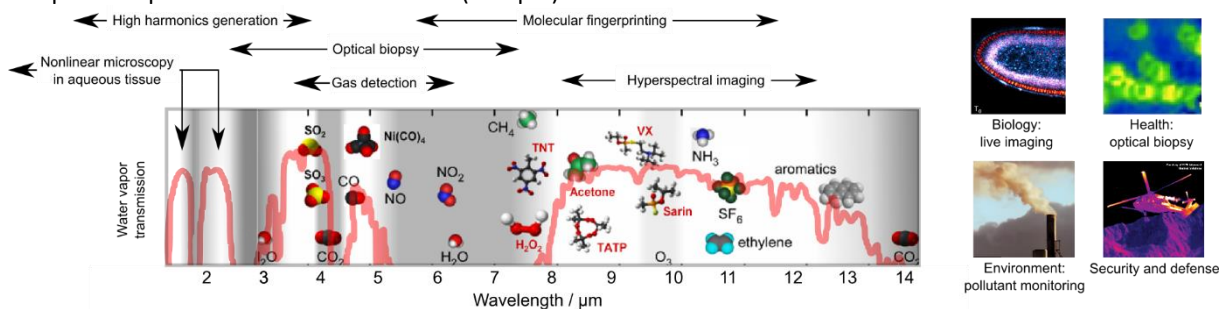 High harmonics generation
Molecular fingerprinting
Optical biopsy
Nonlinear microscopy
in aqueous tissue
Gas detection
Hyperspectral imaging
Water vapor
transmission
SO2
Ni(CO)4
SO3
CO
NO
NO2
CH4
TNT
VX
NH3
aromatics
Acetone
Sarin
SF6
H2O2
TATP
ethylene
CO2
H2O
O3
CO2
2 3 4 5 6 7 8 9 10 11 12 13 14
Wavelength / µm
T0
Biology:
live imaging
Health:
optical biopsy
Environment:
pollutant monitoring
Security and defense